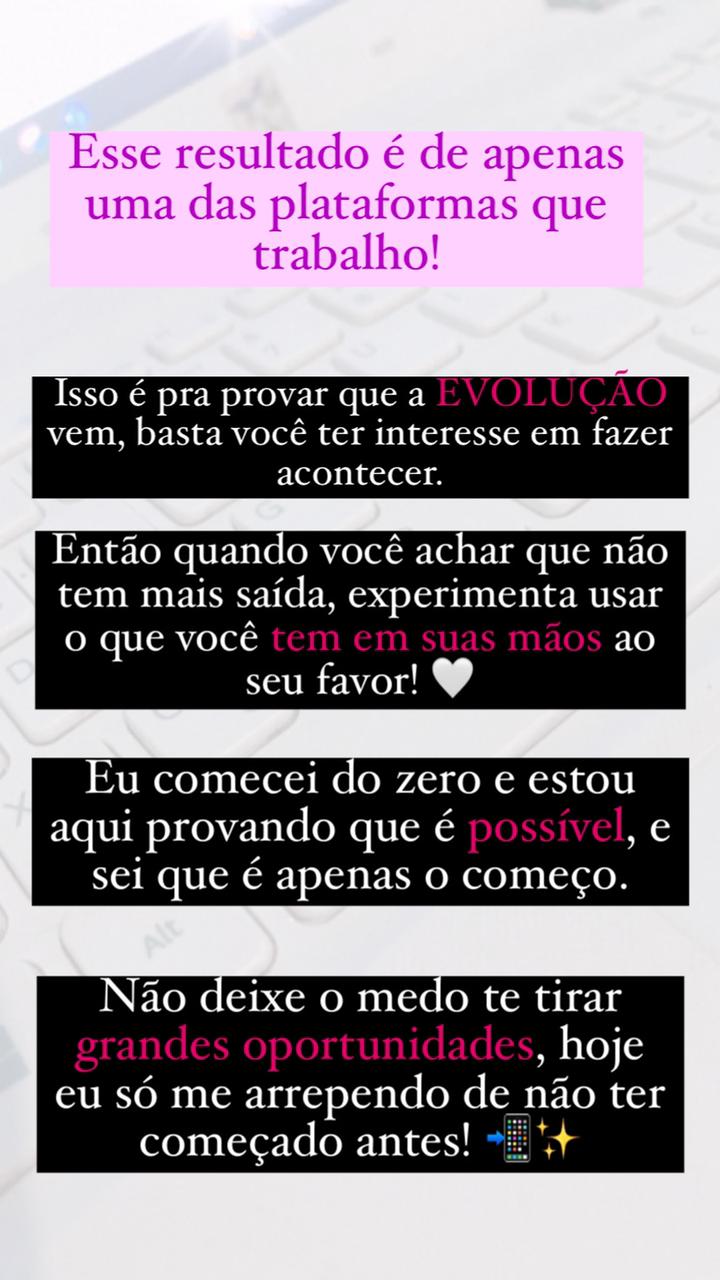 Esse resultado é de apenas
uma das plataformas que
trabalho!
Isso é pra provar que a EVOLUÇÃO
vem, basta você ter interesse em fazer
acontecer.
Então quando você achar que não
tem mais saída, experimenta usar
o que você tem em suas mãos ao
seu favor! 🤍
Eu comecei do zero e estou
aqui provando que é possível, e
sei que é apenas o começo.
Alt
Não deixe o medo te tirar
grandes oportunidades, hoje
eu só me arrependo de não ter
começado antes! 📲✨